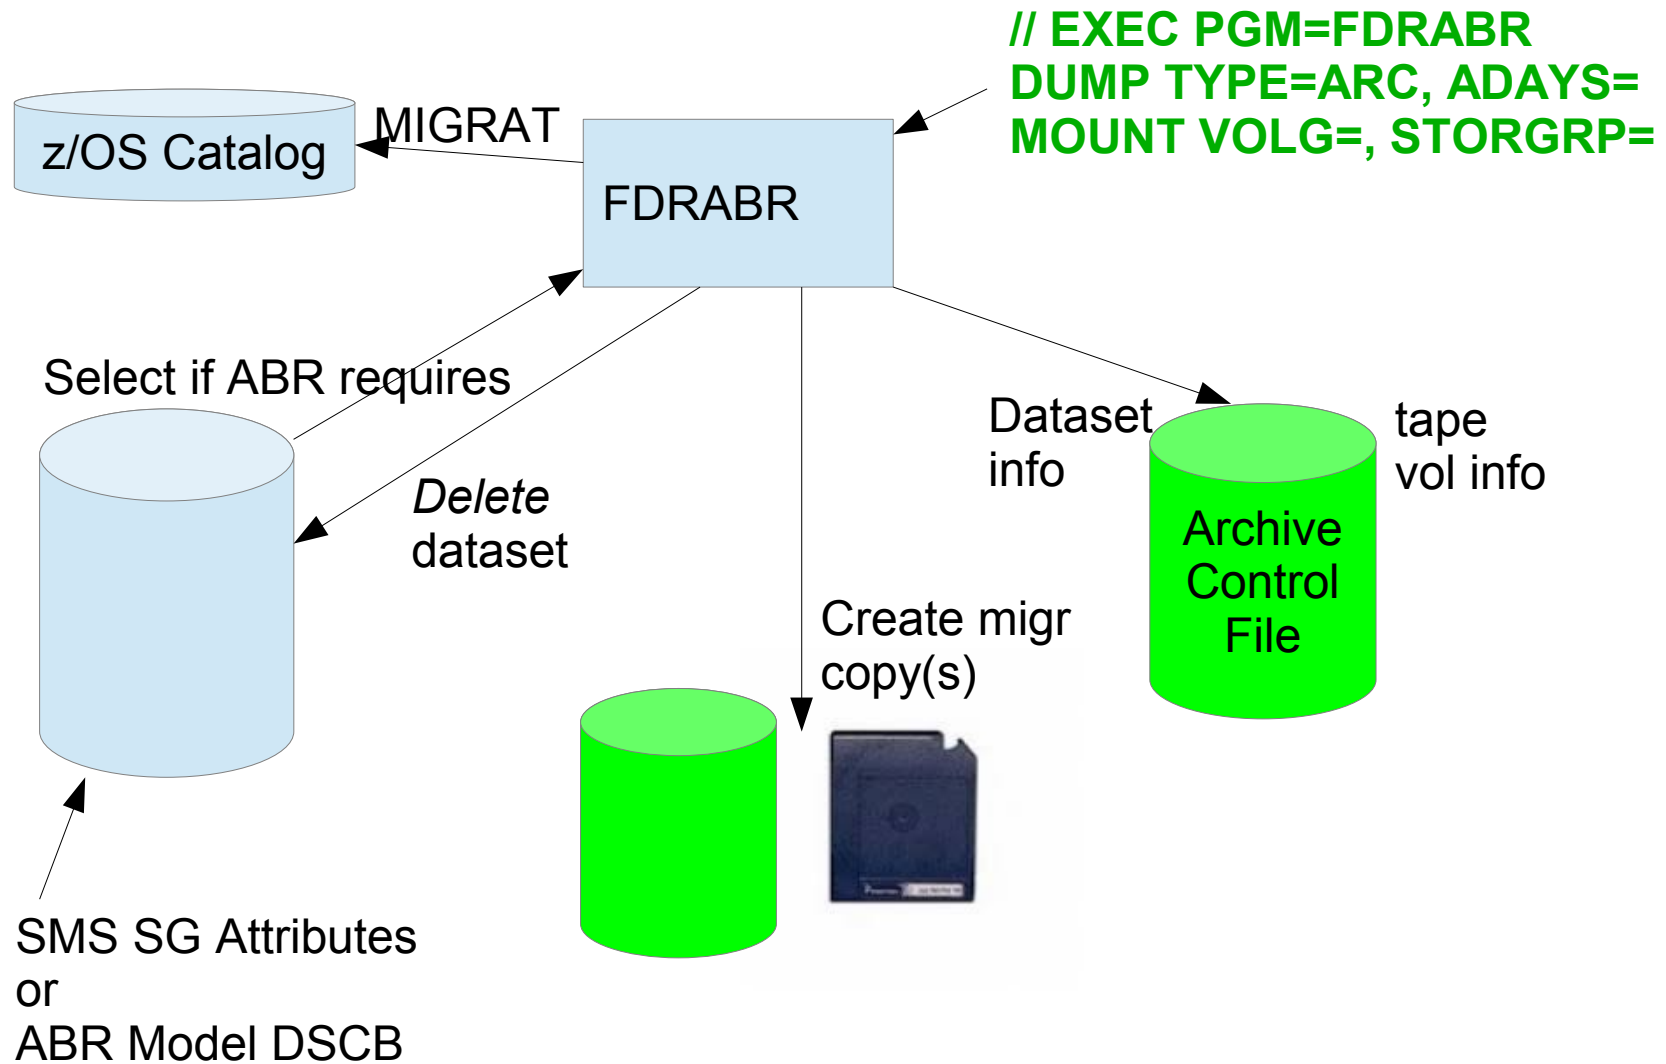 // EXEC PGM=FDRABR
DUMP TYPE=ARC, ADAYS=
MOUNT VOLG=, STORGRP=
MIGRAT
z/OS Catalog
FDRABR
Select if ABR requires
Delete
dataset
Dataset
info
tape
vol info
Archive
Control
File
Create migr
copy(s)
SMS SG Attributes
or
ABR Model DSCB